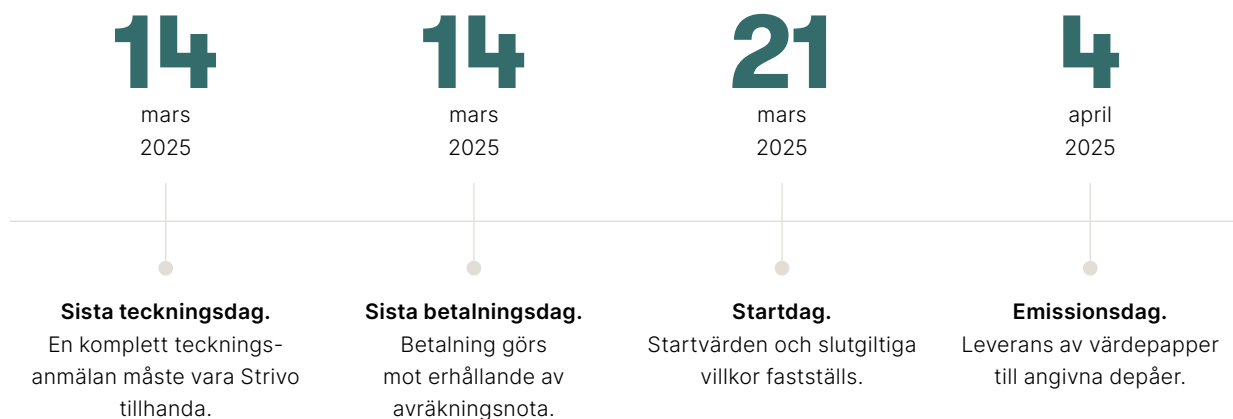 14
mars
2025
Sista teckningsdag.
En komplett tecknings-
anmälan måste vara Strivo
tillhanda.
14
mars
2025
Sista betalningsdag.
Betalning görs
mot erhållande av
avräkningsnota.
21
mars
2025
Startdag.
Startvärden och slutgiltiga
villkor fastställs.
4
april
2025
Emissionsdag.
Leverans av värdepapper
till angivna depåer.